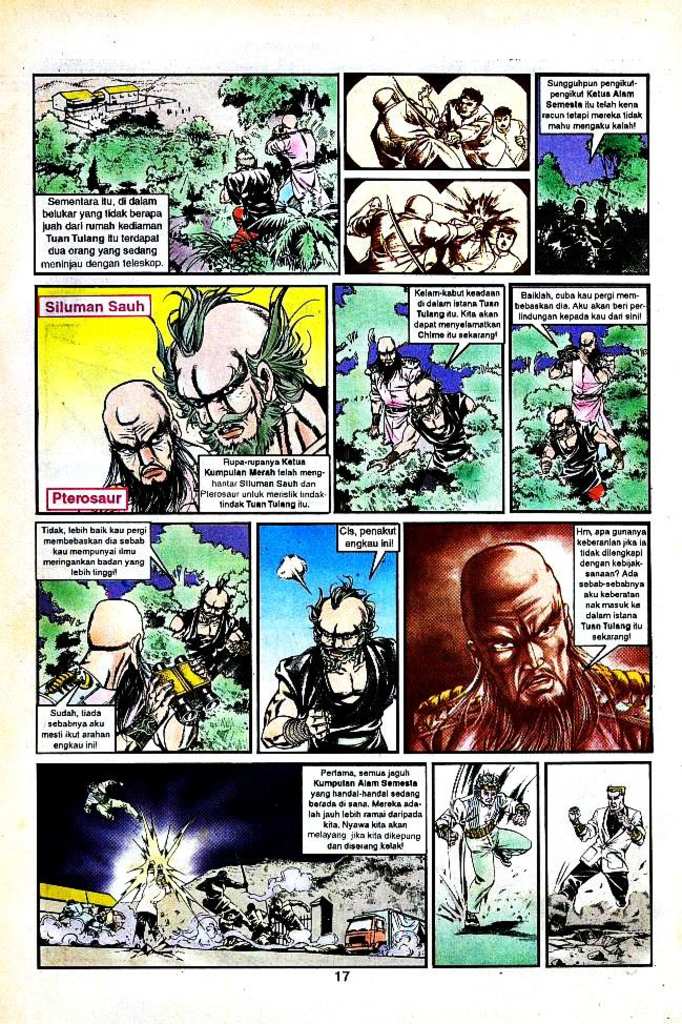 Sementara itu, di dalam
belukar yang tidak berapa
jauh dari rumah kediaman
Tuan Tulang itu terdapat
dua orang yang sedang
meninjau dengan teleskop.
Sungguhpun pengikut-
pengikut Ketua Alam
Semesta itu telah kena
racun tetapi mereka tidak
mahu mengaku kalah!
Siluman Sauh
Pterosaur
Rupa-rupanya Ketua
Kumpulan Merah telah meng-
hantar Siluman Sauh dan
Pterosaur untuk merisik tindak-
tanduk Tuan Tulang itu.
Kelam-kabut keadaan
di dalam istana Tuan
Tulang itu. Kita akan
dapat menyelamatkan
Chime itu sekarang!
Baiklah, cuba kau pergi mem-
bebaskan dia. Aku akan beri per-
lindungan kepada kau dari sini!
Tidak, lebih baik kau pergi
membebaskan dia sebab
kau mempunyai ilmu
meringankan badan yang
lebih tinggi!
Sudah, tiada
sebabnya aku
mesti ikut arahan
engkau ini!
Cis, penakut
engkau ini!
Hm, apa gunanya
keberanian jika ia
tidak dilengkapi
dengan kebijak-
sanaan? Ada
sebab-sebabnya
aku keberatan
nak masuk ke
dalam istana
Tuan Tulang itu
sekarang!
Pertama, semua jaguh
Kumpulan Alam Semesta
yang handal-handal sedang
berada di sana. Mereka ada-
lah jauh lebih ramai daripada
kita. Nyawa kita akan
melayang jika kita dikepung
dan diserang kelak!
17